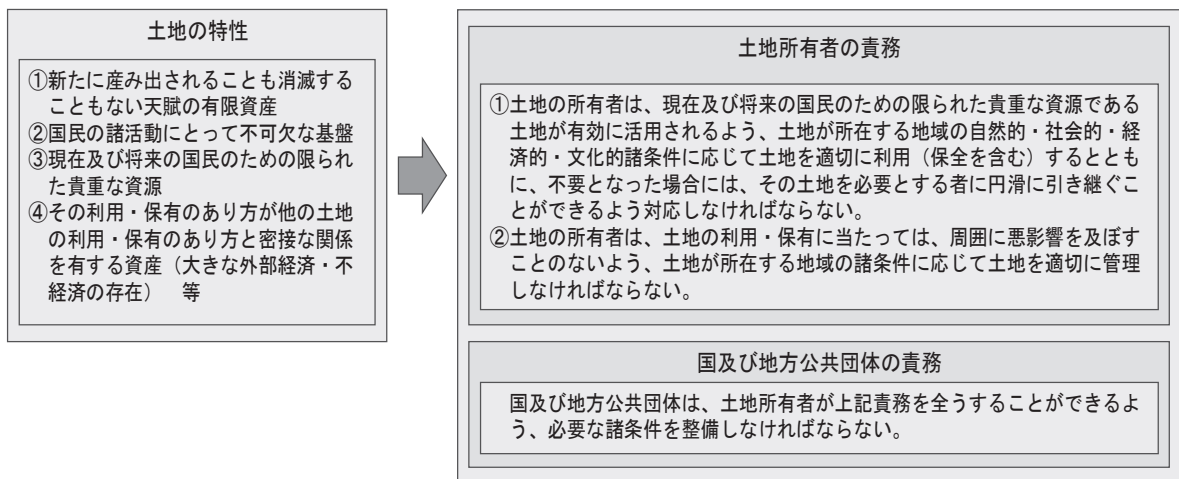 土地の特性
①新たに産み出されることも消滅する
こともない天賦の有限資産
②国民の諸活動にとって不可欠な基盤
③現在及び将来の国民のための限られ
た貴重な資源
④その利用・保有のあり方が他の土地
の利用・保有のあり方と密接な関係
を有する資産（大きな外部経済・不
経済の存在）　等
土地所有者の責務
①土地の所有者は、現在及び将来の国民のための限られた貴重な資源である
土地が有効に活用されるよう、土地が所在する地域の自然的・社会的・経
済的・文化的諸条件に応じて土地を適切に利用（保全を含む）するととも
に、不要となった場合には、その土地を必要とする者に円滑に引き継ぐこ
とができるよう対応しなければならない。
②土地の所有者は、土地の利用・保有に当たっては、周囲に悪影響を及ぼす
ことのないよう、土地が所在する地域の諸条件に応じて土地を適切に管理
しなければならない。
国及び地方公共団体の責務
国及び地方公共団体は、土地所有者が上記責務を全うすることができるよ
う、必要な諸条件を整備しなければならない。